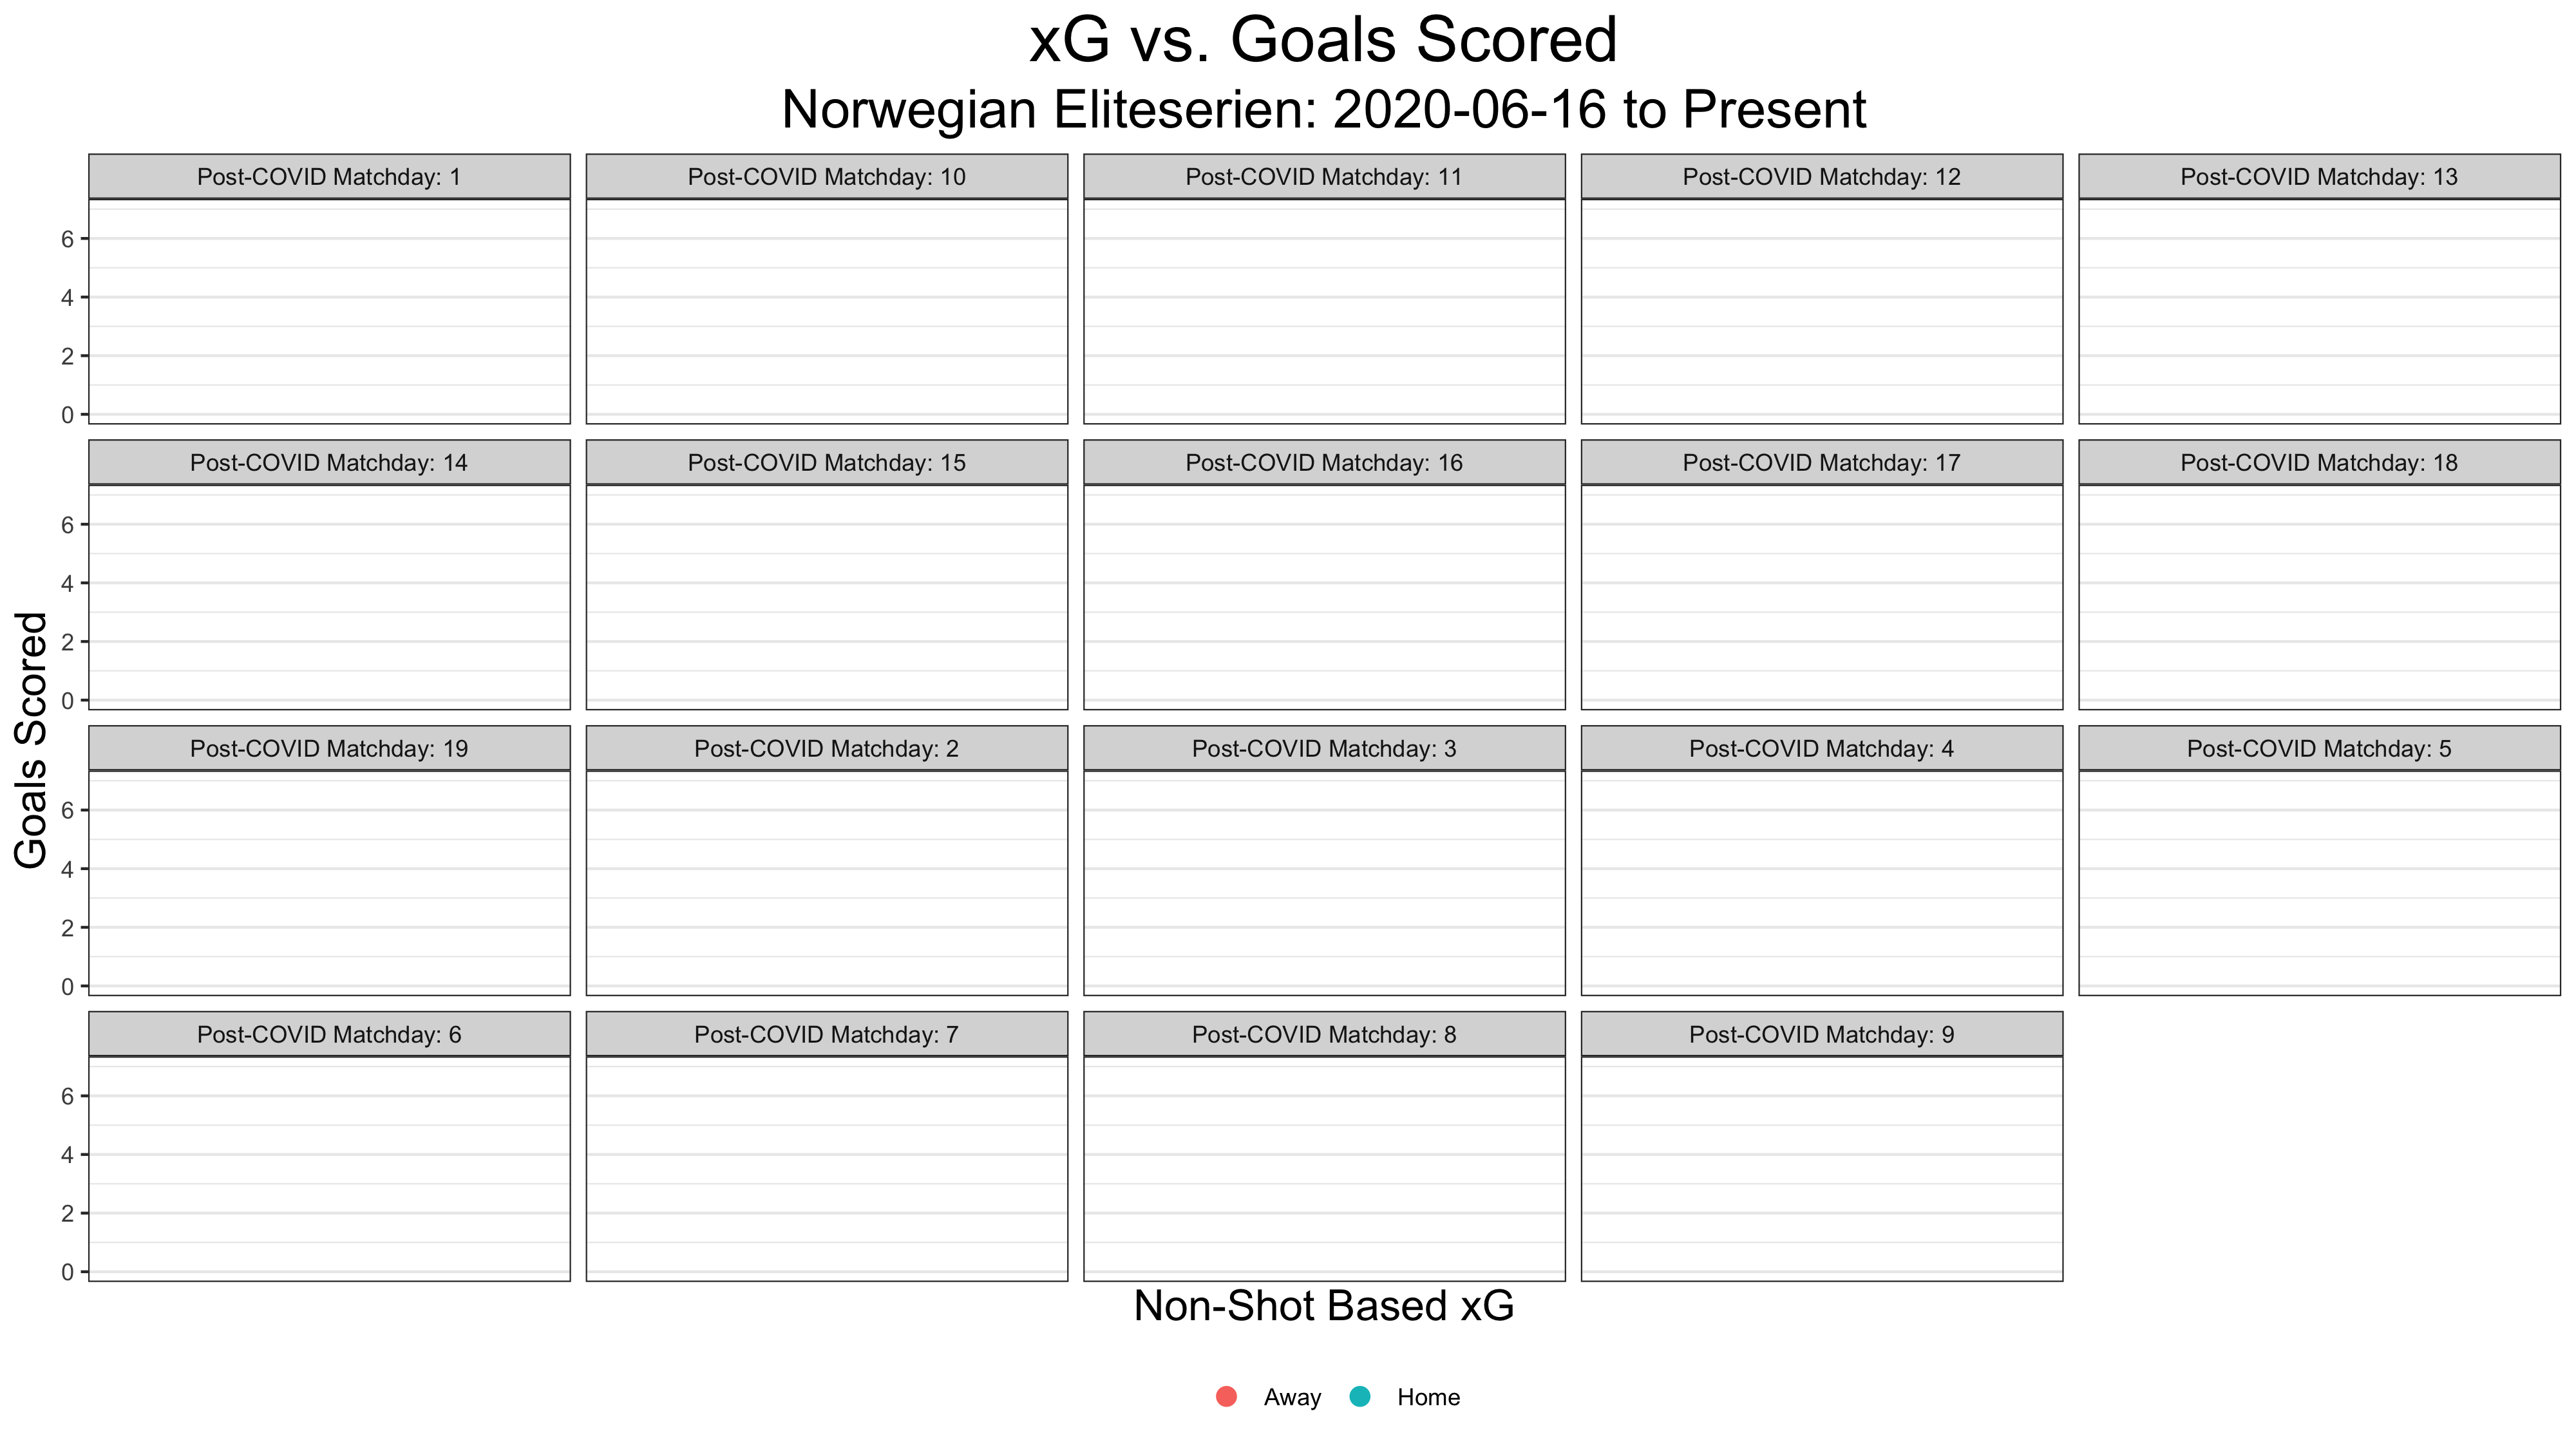 xG vs. Goals Scored
Norwegian Eliteserien: 2020-06-16 to Present
Post-COVID Matchday: 1
Post-COVID Matchday: 10
Post-COVID Matchday: 11
Post-COVID Matchday: 12
Post-COVID Matchday: 13
6
4
2
0
Post-COVID Matchday: 14
Post-COVID Matchday: 15
Post-COVID Matchday: 16
Post-COVID Matchday: 17
Post-COVID Matchday: 18
6
4
2
0
Goals Scored
Post-COVID Matchday: 19
Post-COVID Matchday: 2
Post-COVID Matchday: 3
Post-COVID Matchday: 4
Post-COVID Matchday: 5
6
4
2
0
Post-COVID Matchday: 6
Post-COVID Matchday: 7
Post-COVID Matchday: 8
Post-COVID Matchday: 9
6
4
2
0
Non-Shot Based xG
Away
Home